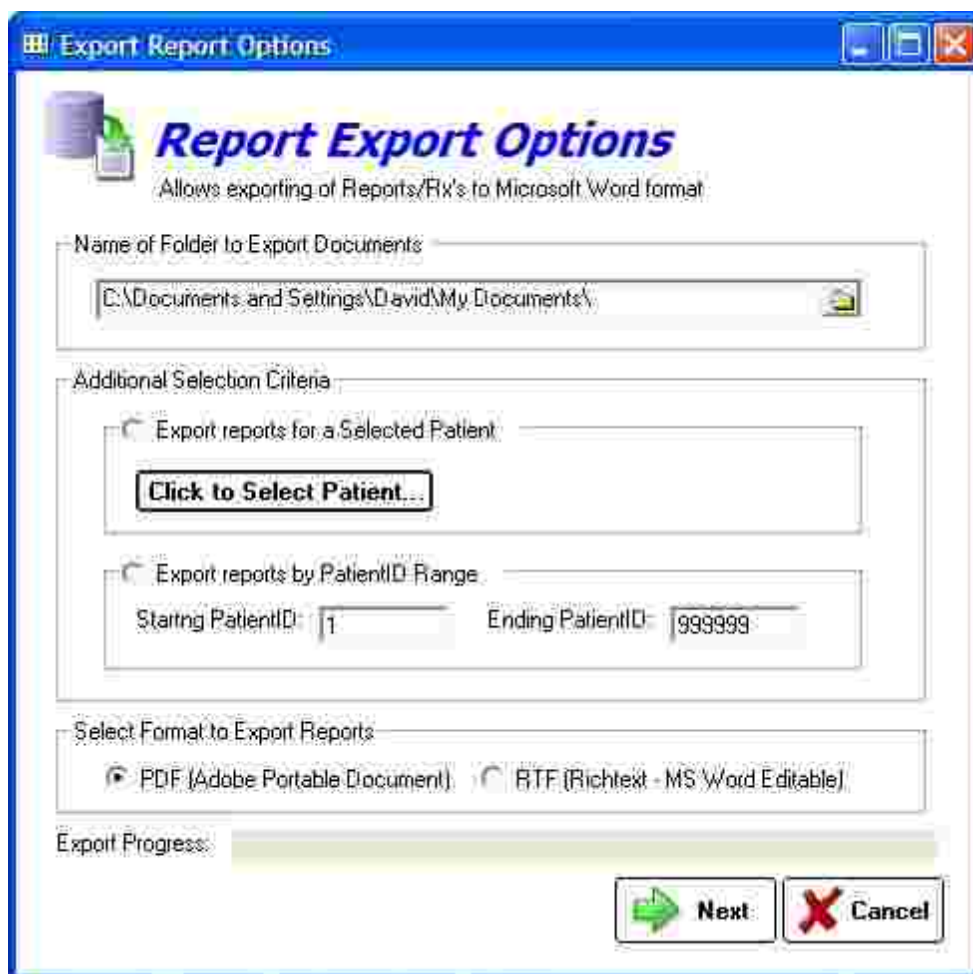 Export Report Options
Report Export Options
Allows exporting of Reports/Rx's to Microsoft Word format
Name of Folder to Export Documents
C:\Documents and Settings\David\My Documents\
Additional Selection Criteria
Export reports for a Selected Patient
Click to Select Patient...
Export reports by PatientID Range
Startng PatientID: 1 Ending PatientID: 999999
Select Format to Export Reports
PDF (Adobe Portable Document) RTF (Richtext - MS Word Editable)
Export Progress:
Next Cancel